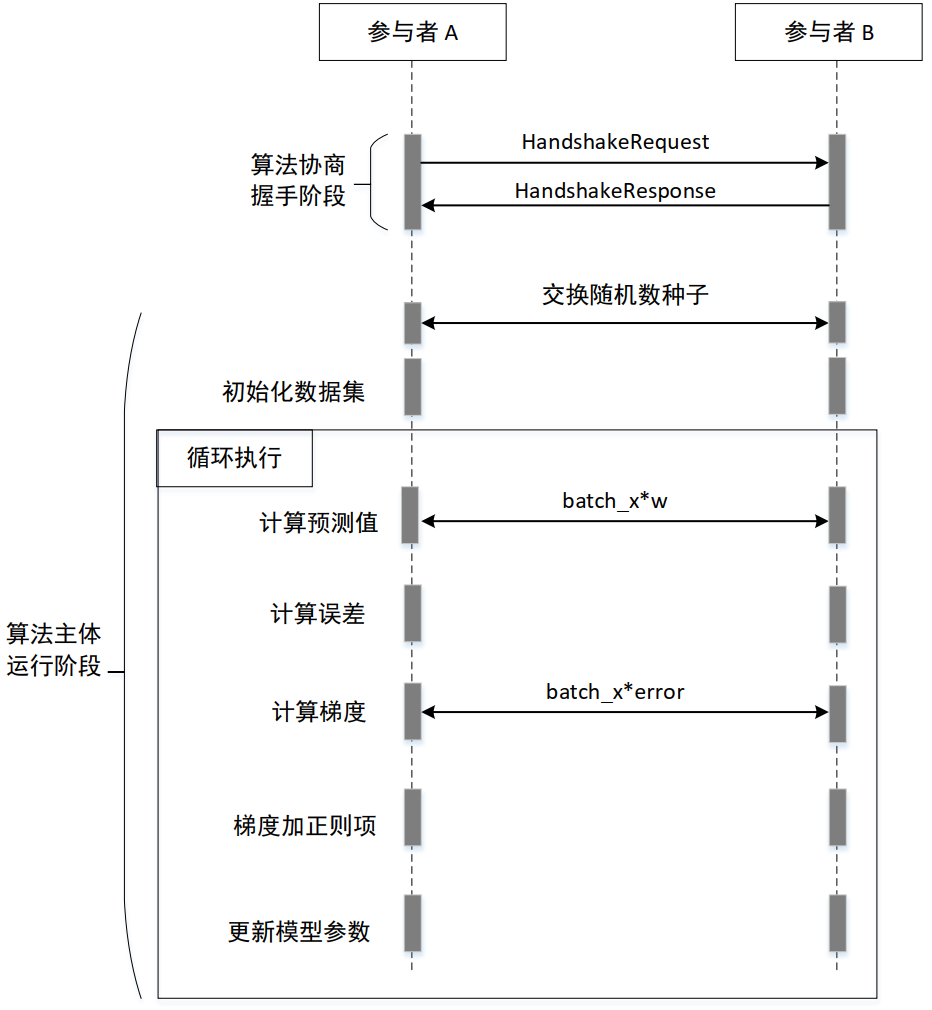 参与者 A
参与者 B
算法协商
握手阶段
HandshakeRequest
HandshakeResponse
交换随机数种子
初始化数据集
循环执行
计算预测值
batch_x*w
计算误差
算法主体
运行阶段
计算梯度
batch_x*error
梯度加正则项
更新模型参数